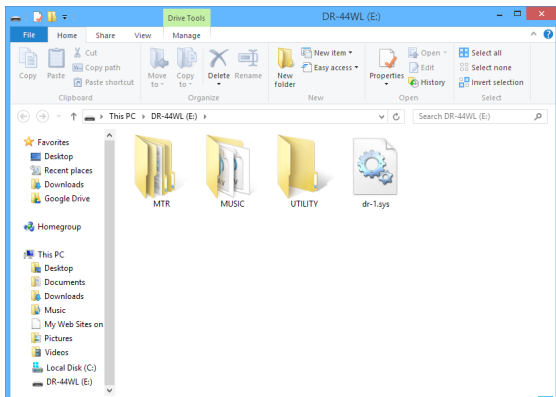 Drive Tools
DR-44WL (E:)
File Home Share View Manage
Copy
Paste
Cut
Copy path
Paste shortcut
Clipboard
Move to
Copy to
Delete
Rename
Organize
New folder
New item
Easy access
New
Properties
Open
Edit
History
Open
Select all
Select none
Invert selection
Select
This PC DR-44WL (E:)
Search DR-44WL (E:)
Favorites
Desktop
Recent places
Downloads
Google Drive
Homegroup
This PC
Desktop
Documents
Downloads
Music
My Web Sites on
Pictures
Videos
Local Disk (C:)
DR-44WL (E:)
MTR
MUSIC
UTILITY
dr-1.sys